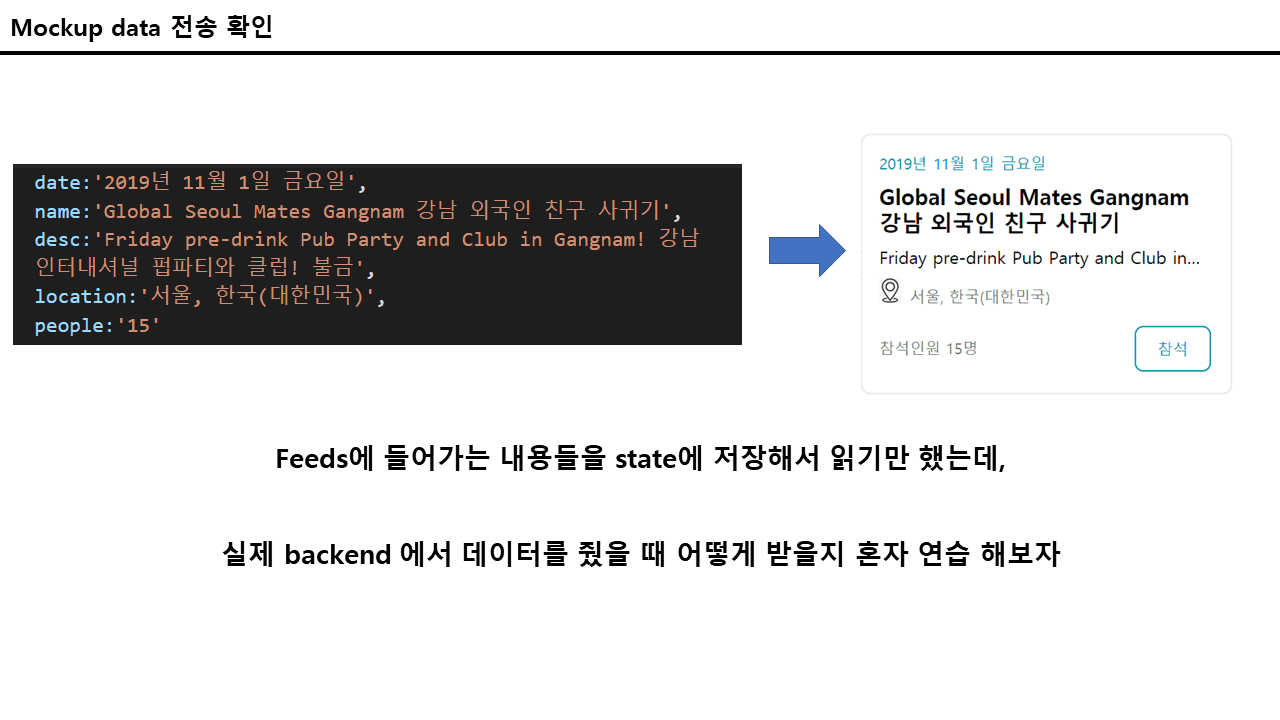 Mockup data 전송 확인
date:'2019년 11월 1일 금요일',
name:'Global Seoul Mates Gangnam 강남 외국인 친구 사귀기',
desc:'Friday pre-drink Pub Party and Club in Gangnam! 강남
인터내셔널 펍파티와 클럽! 불금',
location:'서울, 한국(대한민국)',
people:'15'
2019년 11월 1일 금요일
Global Seoul Mates Gangnam
강남 외국인 친구 사귀기
Friday pre-drink Pub Party and Club in...
서울, 한국(대한민국)
참석인원 15명
참석
Feeds에 들어가는 내용들을 state에 저장해서 읽기만 했는데,
실제 backend 에서 데이터를 줬을 때 어떻게 받을지 혼자 연습 해보자